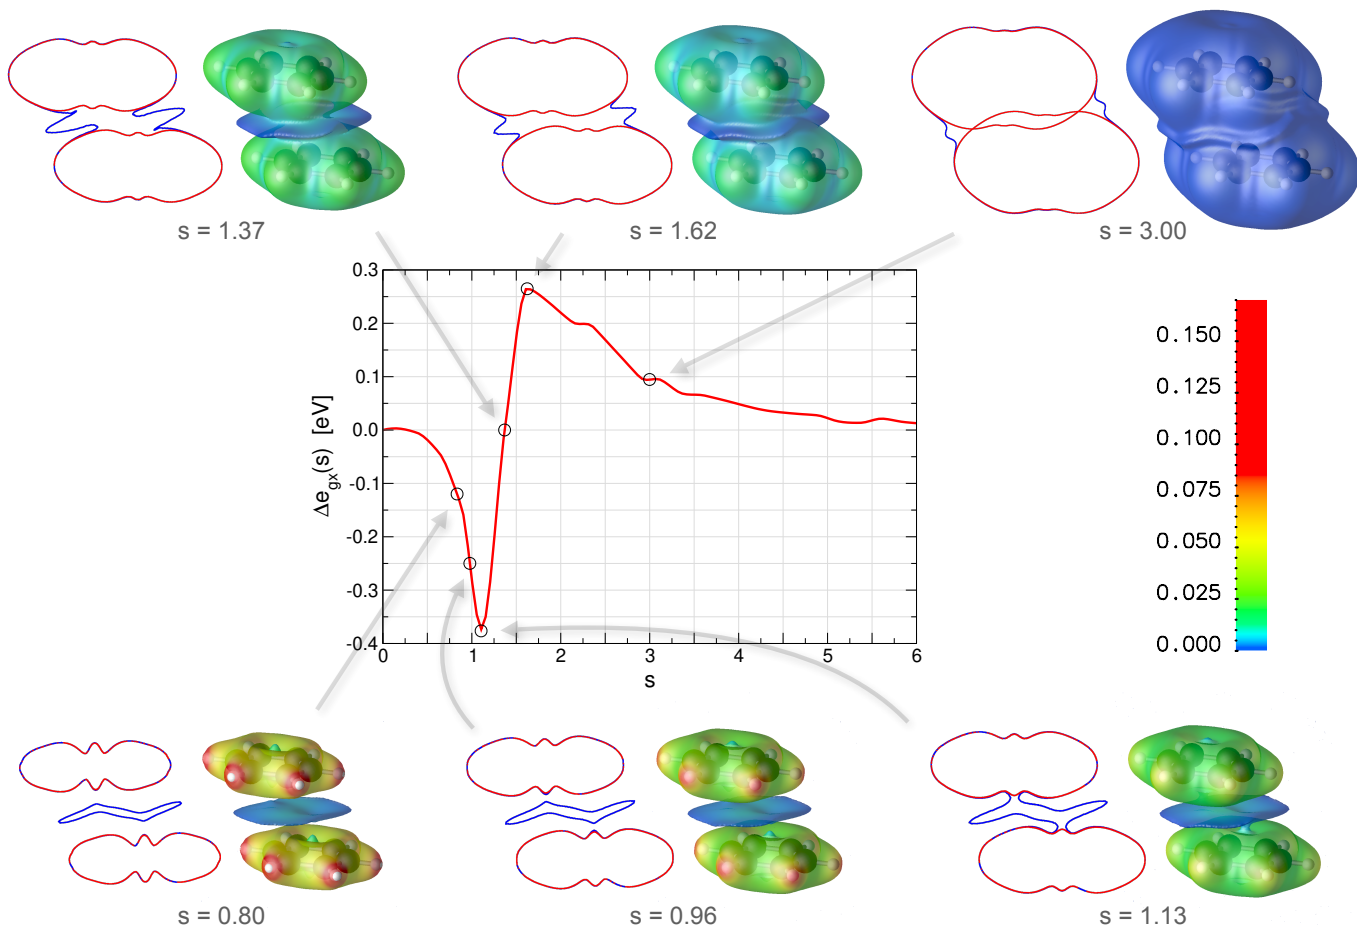 s = 1.37
s = 1.62
s = 3.00
0.3
0.2
0.1
0.0
-0.1
-0.2
-0.3
-0.4
Δe_gx(s) [eV]
0 1 2 3 4 5 6
s
0.150
0.125
0.100
0.075
0.050
0.025
0.000
s = 0.80
s = 0.96
s = 1.13